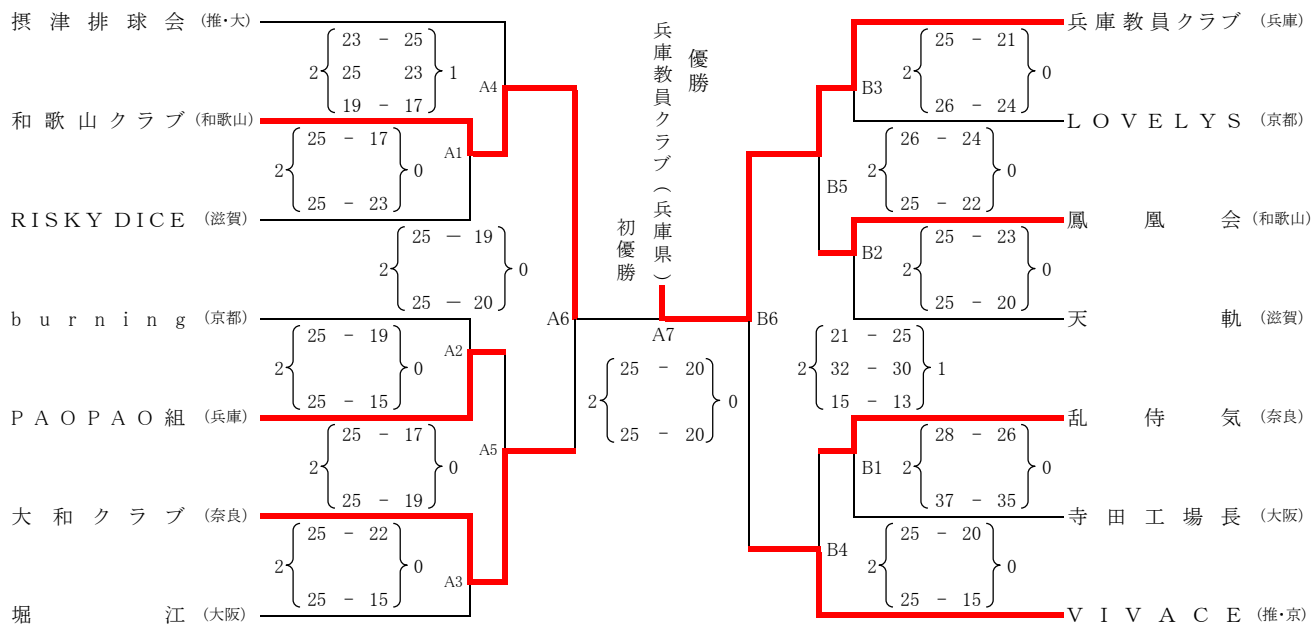 摂津排球会 (推・大)
23 － 25
2 25 23 1
19 － 17
A4
和歌山クラブ (和歌山)
25 － 17
2 0
25 － 23
A1
RISKY DICE (滋賀)
25 － 19
2 0
25 － 20
A6
burning (京都)
25 － 19
2 0
25 － 15
A2
PAOPAO組 (兵庫)
25 － 17
2 0
25 － 19
A5
大和クラブ (奈良)
25 － 22
2 0
25 － 15
A3
堀江 (大阪)
優勝
兵庫教員クラブ(兵庫県)
初優勝
A7
25 － 20
2 0
25 － 20
兵庫教員クラブ (兵庫)
25 － 21
2 0
26 － 24
B3
LOVELYS (京都)
26 － 24
2 0
25 － 22
B5
鳳凰会 (和歌山)
25 － 23
2 0
25 － 20
B2
天軌 (滋賀)
B6
21 － 25
2 32 － 30 1
15 － 13
乱侍気 (奈良)
28 － 26
2 0
37 － 35
B1
寺田工場長 (大阪)
25 － 20
2 0
25 － 15
B4
VIVACE (推・京)